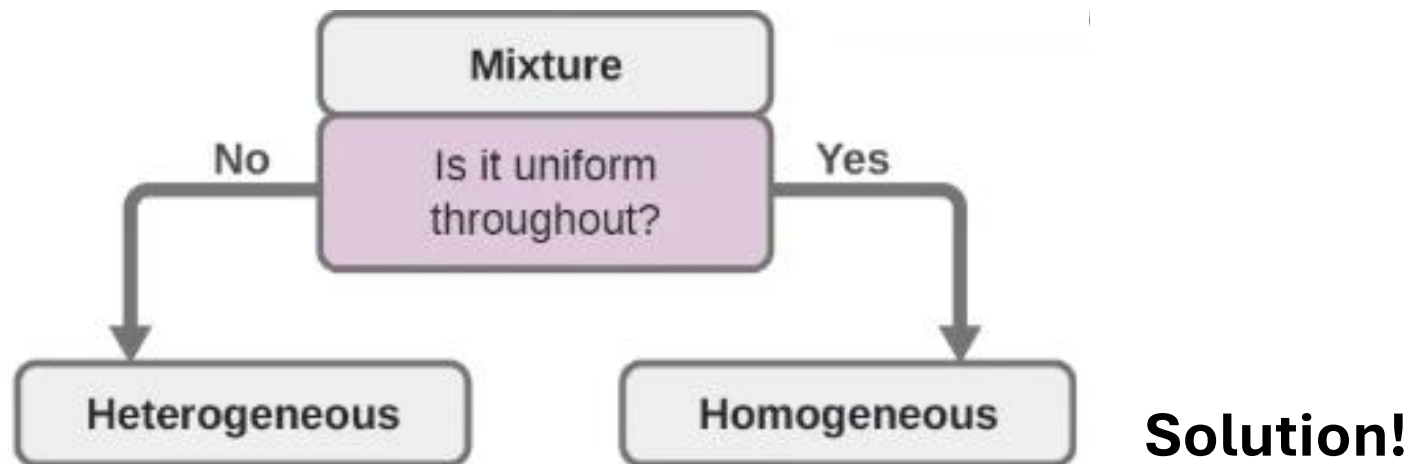 Mixture
No
Is it uniform
throughout?
Yes
Heterogeneous
Homogeneous
Solution!